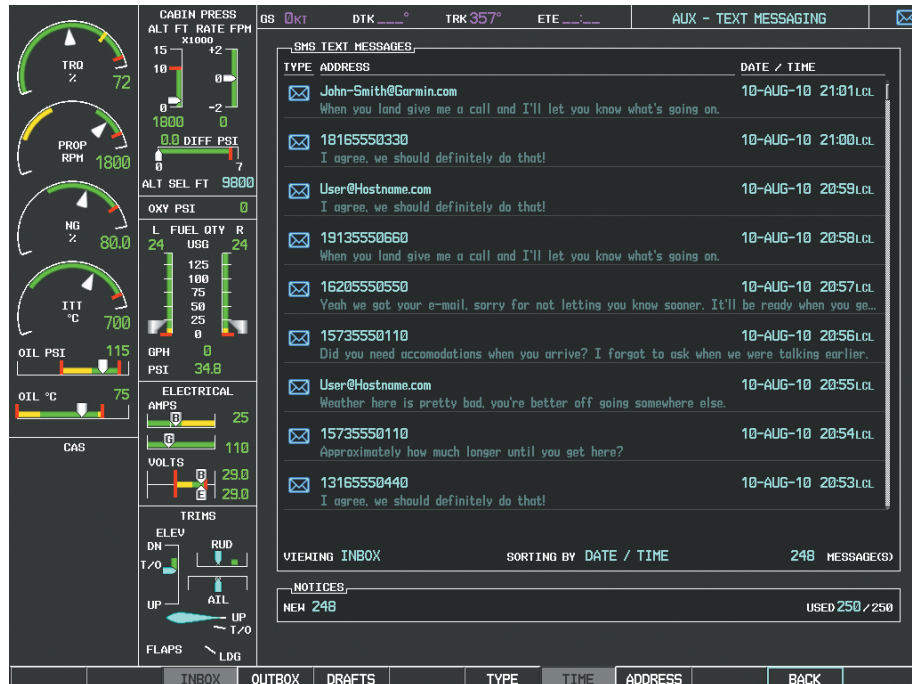 GS 0KT DTK ___° TRK 357° ETE __:__ AUX - TEXT MESSAGING
TRQ
%
72
PROP
RPM
1800
NG
%
80.0
ITT
°C
700
OIL PSI 115
OIL °C 75
CAS
CABIN PRESS
ALT FT RATE FPM
X1000
15 +2
10
0
0 -2
1800 0
0.0 DIFF PSI
0 7
ALT SEL FT 9800
OXY PSI 0
L FUEL QTY R
24 USG 24
125
100
75
50
25
0
GPH 0
PSI 34.8
ELECTRICAL
AMPS
B 25
G 110
VOLTS
B 29.0
E 29.0
TRIMS
ELEV
DN RUD
T/O
UP AIL
UP
T/O
FLAPS LDG
SMS TEXT MESSAGES
TYPE ADDRESS DATE / TIME
John-Smith@Garmin.com 10-AUG-10 21:01LCL
When you land give me a call and I'll let you know what's going on.
18165550330 10-AUG-10 21:00LCL
I agree, we should definitely do that!
User@Hostname.com 10-AUG-10 20:59LCL
I agree, we should definitely do that!
19135550660 10-AUG-10 20:58LCL
When you land give me a call and I'll let you know what's going on.
16205550550 10-AUG-10 20:57LCL
Yeah we got your e-mail, sorry for not letting you know sooner. It'll be ready when you ge...
15735550110 10-AUG-10 20:56LCL
Did you need accomodations when you arrive? I forgot to ask when we were talking earlier.
User@Hostname.com 10-AUG-10 20:55LCL
Weather here is pretty bad, you're better off going somewhere else.
15735550110 10-AUG-10 20:54LCL
Approximately how much longer until you get here?
13165550440 10-AUG-10 20:53LCL
I agree, we should definitely do that!
VIEWING INBOX SORTING BY DATE / TIME 248 MESSAGE(S)
NOTICES
NEW 248 USED 250/250
INBOX OUTBOX DRAFTS TYPE TIME ADDRESS BACK